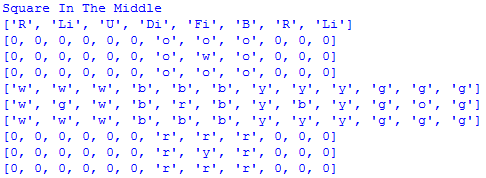 Square In The Middle
['R', 'Li', 'U', 'Di', 'Fi', 'B', 'R', 'Li']
[0, 0, 0, 0, 0, 0, 'o', 'o', 'o', 0, 0, 0]
[0, 0, 0, 0, 0, 0, 'o', 'w', 'o', 0, 0, 0]
[0, 0, 0, 0, 0, 0, 'o', 'o', 'o', 0, 0, 0]
['w', 'w', 'w', 'b', 'b', 'b', 'y', 'y', 'y', 'g', 'g', 'g']
['w', 'g', 'w', 'b', 'r', 'b', 'y', 'b', 'y', 'g', 'o', 'g']
['w', 'w', 'w', 'b', 'b', 'b', 'y', 'y', 'y', 'g', 'g', 'g']
[0, 0, 0, 0, 0, 0, 'r', 'r', 'r', 0, 0, 0]
[0, 0, 0, 0, 0, 0, 'r', 'y', 'r', 0, 0, 0]
[0, 0, 0, 0, 0, 0, 'r', 'r', 'r', 0, 0, 0]